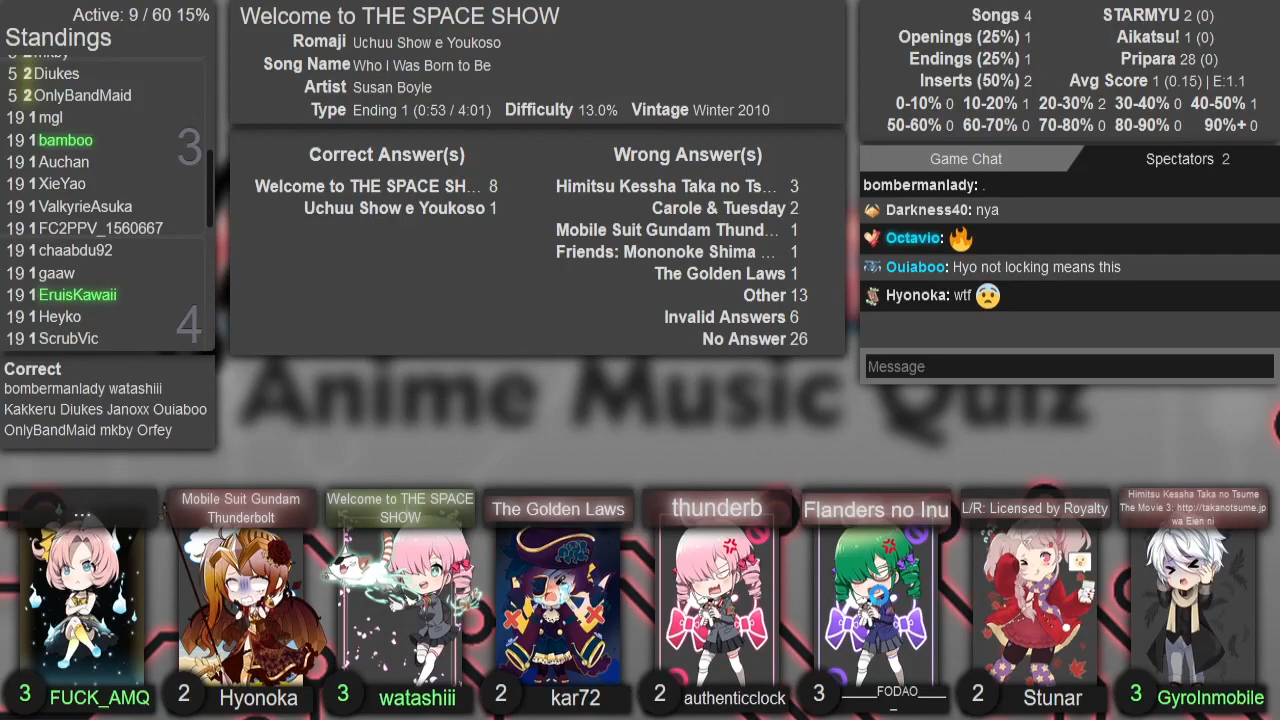 Active: 9 / 60 15%
Standings
5 2 mkby
5 2 Diukes
5 2 OnlyBandMaid
19 1 mgl
19 1 bamboo
3
19 1 Auchan
19 1 XieYao
19 1 ValkyrieAsuka
19 1 FC2PPV_1560667
19 1 chaabdu92
19 1 gaaw
19 1 EruisKawaii
19 1 Heyko
4
19 1 ScrubVic
Correct
bombermanlady watashiii
Kakkeru Diukes Janoxx Ouiaboo
OnlyBandMaid mkby Orfey
Welcome to THE SPACE SHOW
Romaji Uchuu Show e Youkoso
Song Name Who I Was Born to Be
Artist Susan Boyle
Type Ending 1 (0:53 / 4:01) Difficulty 13.0% Vintage Winter 2010
Correct Answer(s)
Welcome to THE SPACE SH... 8
Uchuu Show e Youkoso 1
Wrong Answer(s)
Himitsu Kessha Taka no Ts... 3
Carole & Tuesday 2
Mobile Suit Gundam Thund... 1
Friends: Mononoke Shima ... 1
The Golden Laws 1
Other 13
Invalid Answers 6
No Answer 26
Songs 4 STARMYU 2 (0)
Openings (25%) 1 Aikatsu! 1 (0)
Endings (25%) 1 Pripara 28 (0)
Inserts (50%) 2 Avg Score 1 (0.15) | E:1.1
0-10% 0 10-20% 1 20-30% 2 30-40% 0 40-50% 1
50-60% 0 60-70% 0 70-80% 0 80-90% 0 90%+ 0
Game Chat Spectators 2
bombermanlady: .
Darkness40: nya
Octavio:
Ouiaboo: Hyo not locking means this
Hyonoka: wtf
Message
Anime Music Quiz
...
Mobile Suit Gundam
Thunderbolt
Welcome to THE SPACE
SHOW
The Golden Laws
thunderb
Flanders no Inu
L/R: Licensed by Royalty
Himitsu Kessha Taka no Tsume
The Movie 3: http://takanotsume.jp
wa Eien ni
3 FUCK_AMQ
2 Hyonoka
3 watashiii
2 kar72
2 authenticclock
3 ____FODAO____
_
2 Stunar
3 GyroInmobile